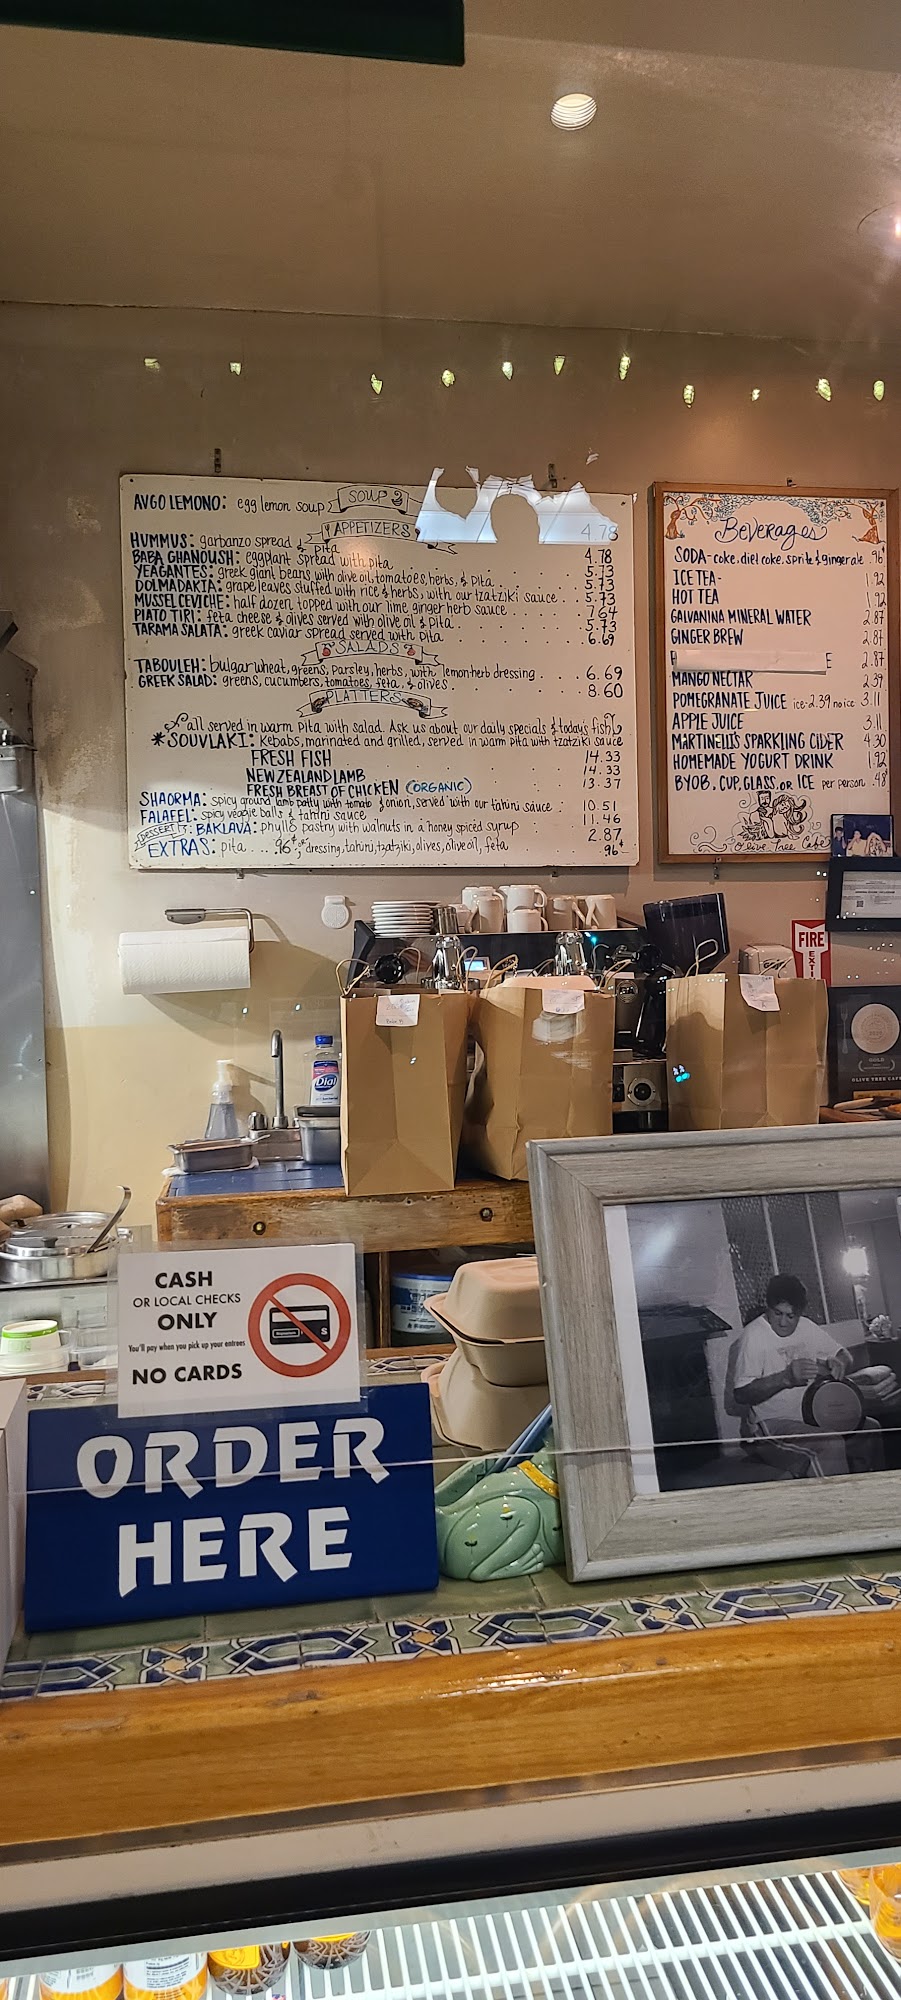 SOUP
AVGO LEMONO: egg lemon soup 4.78
APPETIZERS
HUMMUS: garbanzo spread & pita 4.78
BABA GHANOUSH: eggplant spread with pita 5.73
YEAGANTES: greek giant beans with olive oil, tomatoes, herbs, & pita 5.73
DOLMADAKIA: grape leaves stuffed with rice & herbs, with our tzatziki sauce 5.73
MUSSEL CEVICHE: half dozen topped with our lime ginger herb sauce 7.64
PIATO TIRI: feta cheese & olives served with olive oil & pita 5.73
TARAMA SALATA: greek caviar spread served with pita 6.69
SALADS
TABOULEH: bulgar wheat, greens, parsley, herbs, with lemon-herb dressing 6.69
GREEK SALAD: greens, cucumbers, tomatoes, feta, & olives 8.60
PLATTERS
all served in warm pita with salad. Ask us about our daily specials & today's fish
*SOUVLAKI: kebabs, marinated and grilled, served in warm pita with tzatziki sauce
FRESH FISH 14.33
NEW ZEALAND LAMB 14.33
FRESH BREAST OF CHICKEN (ORGANIC) 13.37
SHAORMA: spicy ground lamb patty with tomato & onion, served with our tahini sauce 10.51
FALAFEL: spicy veggie balls & tahini sauce 11.46
DESSERT BAKLAVA: phyllo pastry with walnuts in a honey spiced syrup 2.87
EXTRAS: pita ... .96¢, or dressing, tahini, tzatziki, olives, olive oil, feta .96¢
Beverages
SODA - coke, diet coke, sprite & ginger ale .96¢
ICE TEA - 1.92
HOT TEA 1.92
GALVANINA MINERAL WATER 2.87
GINGER BREW 2.87
E 2.87
MANGO NECTAR 2.39
POMEGRANATE JUICE ice-2.39 no ice 3.11
APPLE JUICE 3.11
MARTINELLI'S SPARKLING CIDER 4.30
HOMEMADE YOGURT DRINK 1.92
BYOB, CUP, GLASS, OR ICE per person .48¢
Olive Tree Cafe
FIRE
Dial
GOLD
OLIVE TREE CAFE
CASH
OR LOCAL CHECKS
ONLY
You'll pay when you pick up your entrees
NO CARDS
$
ORDER
HERE